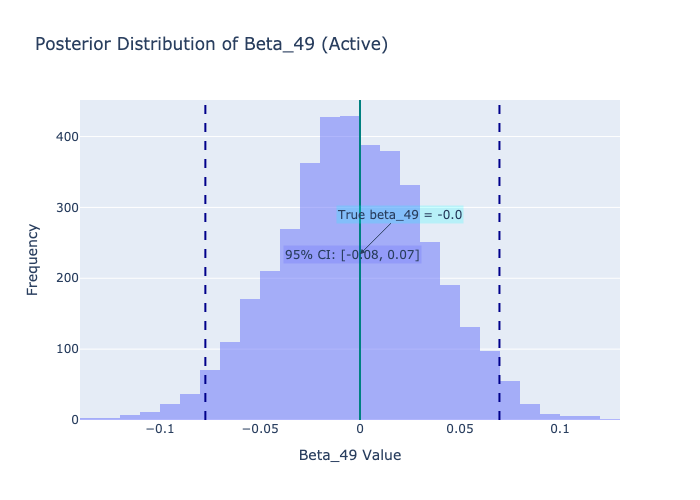 Posterior Distribution of Beta_49 (Active)
400
300
200
100
0
Frequency
True beta_49 = -0.0
95% CI: [-0.08, 0.07]
−0.1
−0.05
0
0.05
0.1
Beta_49 Value